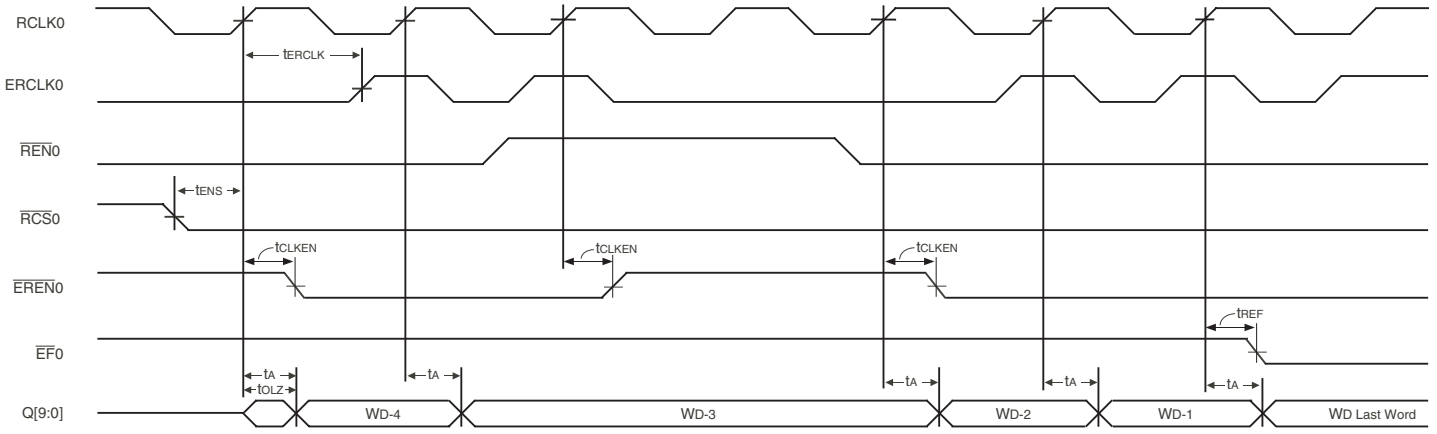 RCLK0
tERCLK
ERCLK0
REN0
tENS
RCS0
tCLKEN
tCLKEN
tCLKEN
EREN0
tREF
EF0
tA
tOLZ
tA
tA
tA
tA
Q[9:0]
WD-4
WD-3
WD-2
WD-1
WD Last Word